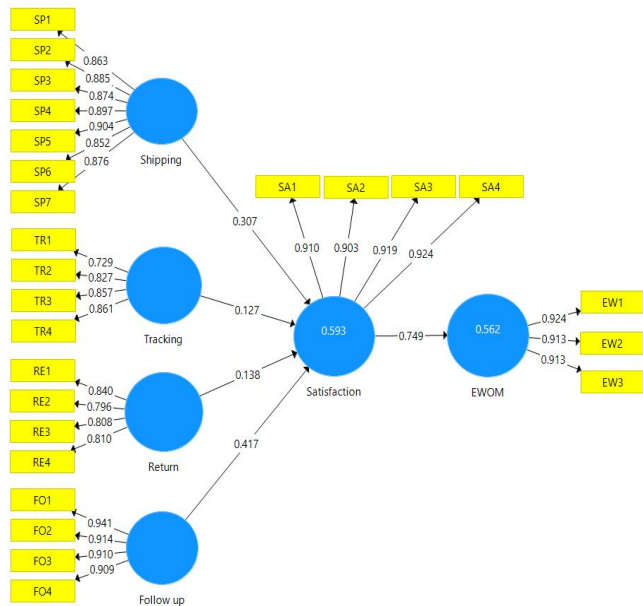 SP1
SP2
SP3
SP4
SP5
SP6
SP7
0.863
0.885
0.874
0.897
0.904
0.852
0.876
Shipping
TR1
TR2
TR3
TR4
0.729
0.827
0.857
0.861
Tracking
RE1
RE2
RE3
RE4
0.840
0.796
0.808
0.810
Return
FO1
FO2
FO3
FO4
0.941
0.914
0.910
0.909
Follow up
0.307
0.127
0.138
0.417
SA1
SA2
SA3
SA4
0.910
0.903
0.919
0.924
0.593
Satisfaction
0.749
0.562
EWOM
0.924
0.913
0.913
EW1
EW2
EW3